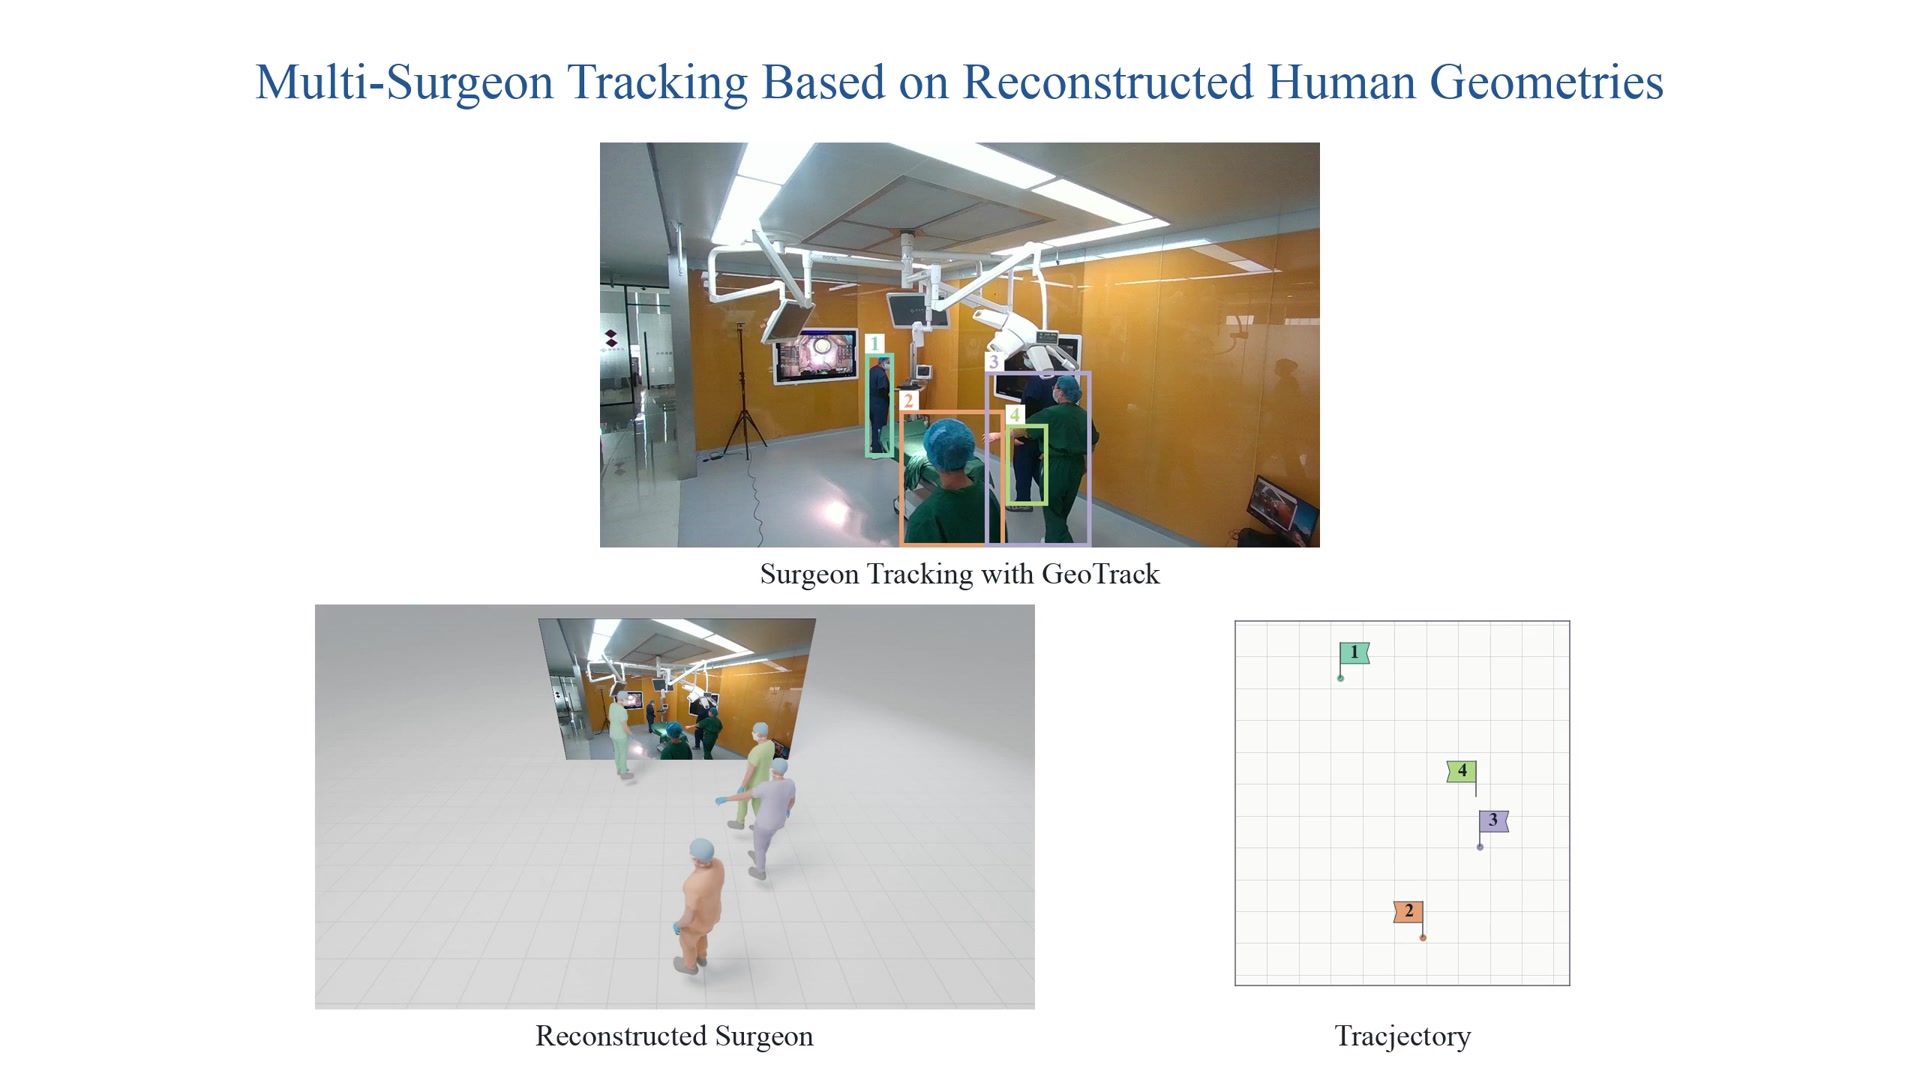 Multi-Surgeon Tracking Based on Reconstructed Human Geometries
1
3
2
4
Surgeon Tracking with GeoTrack
1
4
3
2
Reconstructed Surgeon
Tracjectory